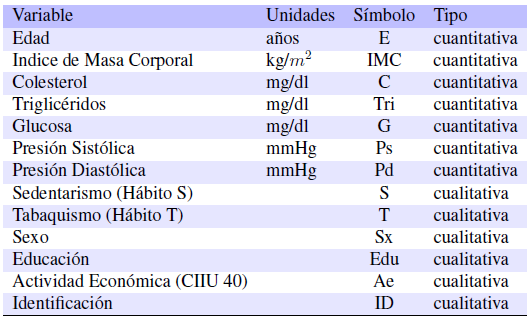 Variable Unidades Símbolo Tipo
Edad años E cuantitativa
Indice de Masa Corporal kg/m² IMC cuantitativa
Colesterol mg/dl C cuantitativa
Triglicéridos mg/dl Tri cuantitativa
Glucosa mg/dl G cuantitativa
Presión Sistólica mmHg Ps cuantitativa
Presión Diastólica mmHg Pd cuantitativa
Sedentarismo (Hábito S) S cualitativa
Tabaquismo (Hábito T) T cualitativa
Sexo Sx cualitativa
Educación Edu cualitativa
Actividad Económica (CIIU 40) Ae cualitativa
Identificación ID cualitativa